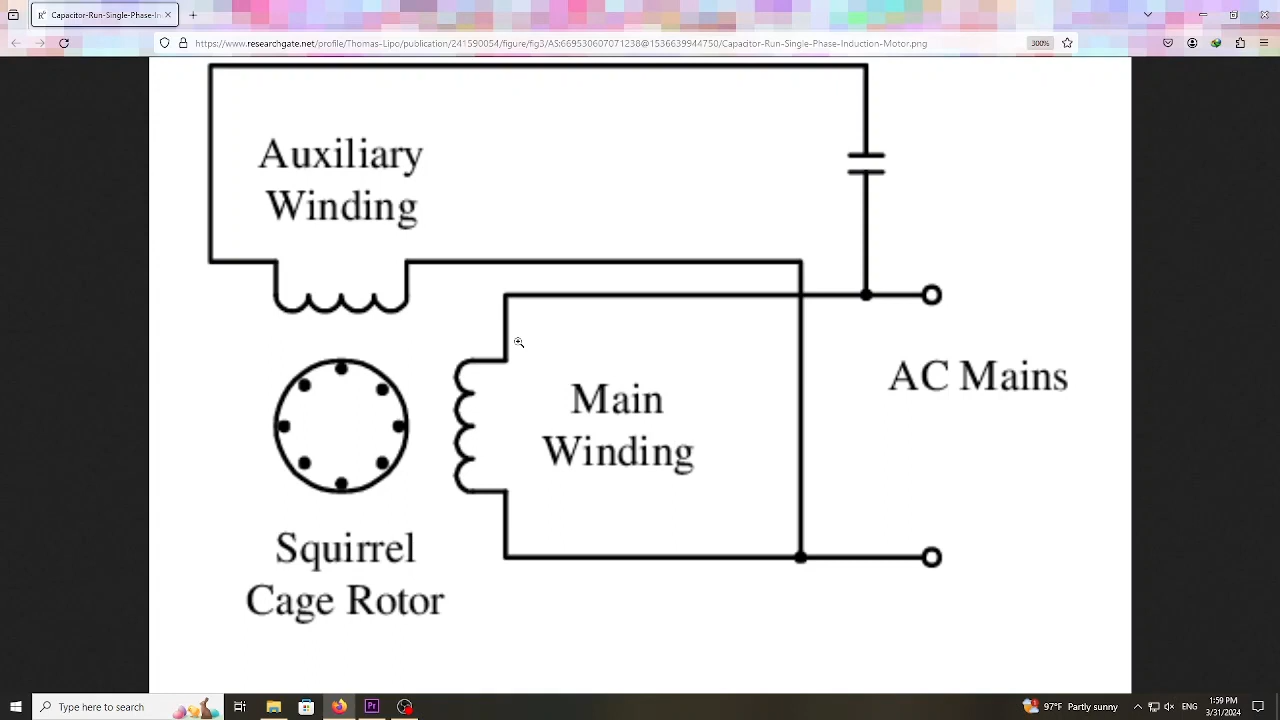 Capacitor-Run-Single-Phase-In
https://www.researchgate.net/profile/Thomas-Lipo/publication/241590054/figure/fig3/AS:669530607071238@1536639944750/Capacitor-Run-Single-Phase-Induction-Motor.png
300%
Auxiliary
Winding
AC Mains
Main
Winding
Squirrel
Cage Rotor
Type here to search
Pr
97°F Partly sunny
1:59 PM
3/31/2024